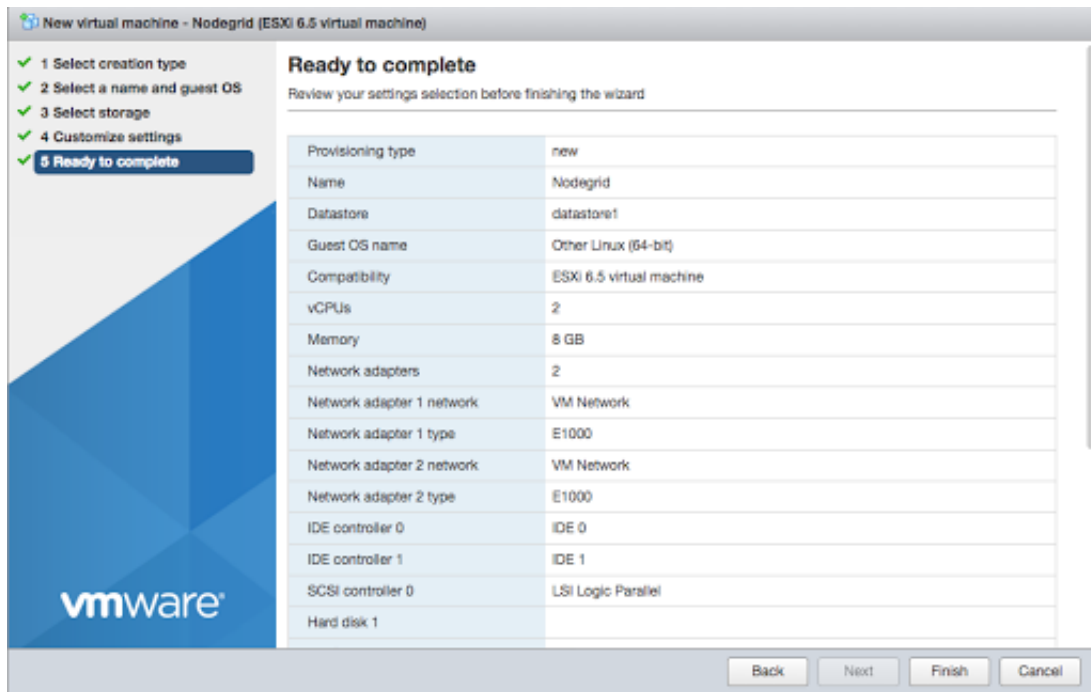 New virtual machine - Nodegrid (ESXi 6.5 virtual machine)
1 Select creation type
2 Select a name and guest OS
3 Select storage
4 Customize settings
5 Ready to complete
Ready to complete
Review your settings selection before finishing the wizard
Provisioning type new
Name Nodegrid
Datastore datastore1
Guest OS name Other Linux (64-bit)
Compatibility ESXi 6.5 virtual machine
vCPUs 2
Memory 8 GB
Network adapters 2
Network adapter 1 network VM Network
Network adapter 1 type E1000
Network adapter 2 network VM Network
Network adapter 2 type E1000
IDE controller 0 IDE 0
IDE controller 1 IDE 1
SCSI controller 0 LSI Logic Parallel
Hard disk 1
vmware
Back Next Finish Cancel